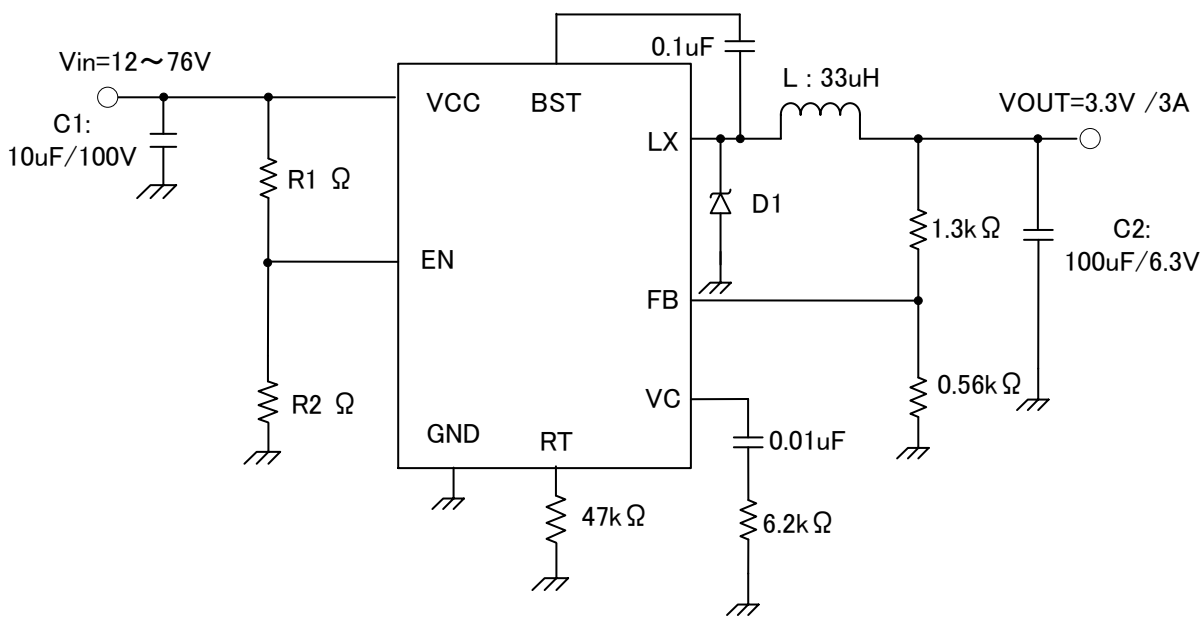 Vin=12～76V
C1:
10uF/100V
R1 Ω
R2 Ω
VCC
BST
EN
GND
RT
LX
FB
VC
0.1uF
L : 33uH
VOUT=3.3V /3A
D1
1.3kΩ
C2:
100uF/6.3V
0.56kΩ
0.01uF
6.2kΩ
47kΩ